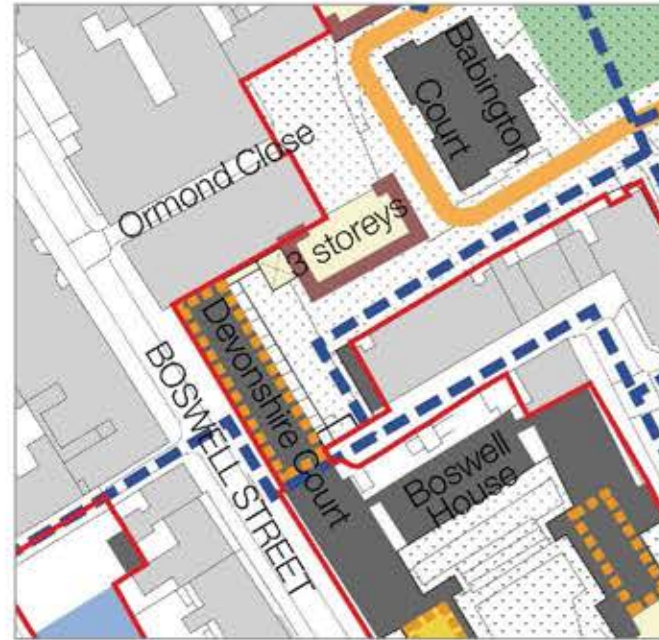 Babington
Court
Ormond Close
3 storeys
Devonshire Court
BOSWELL STREET
Boswell
House